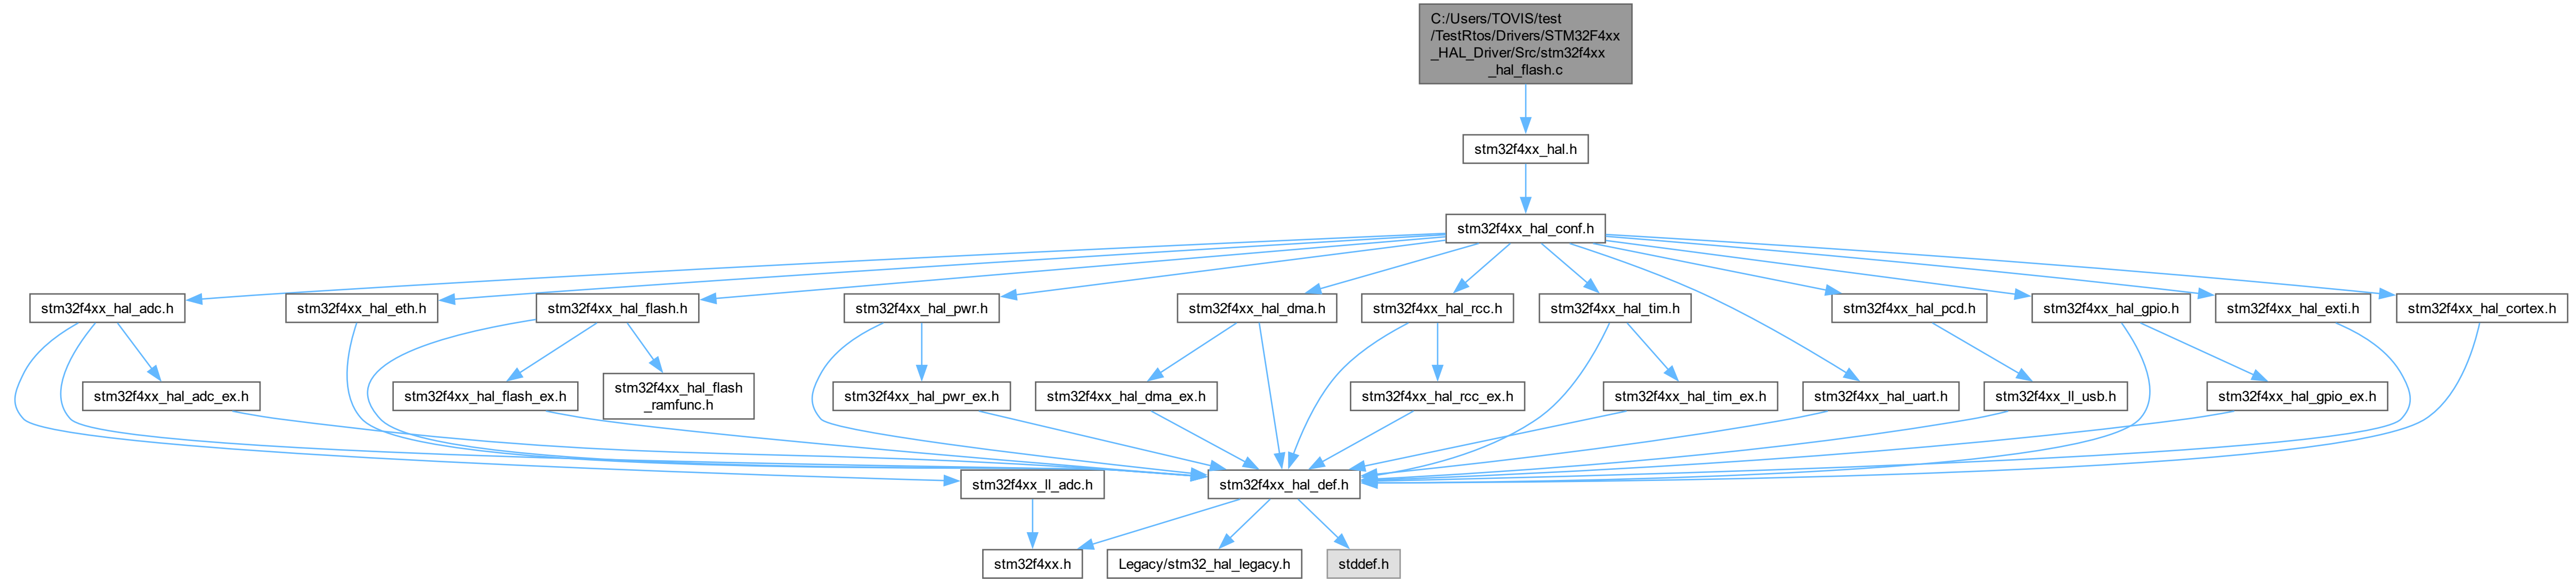 C:/Users/TOVIS/test
/TestRtos/Drivers/STM32F4xx
_HAL_Driver/Src/stm32f4xx
_hal_flash.c
stm32f4xx_hal.h
stm32f4xx_hal_conf.h
stm32f4xx_hal_adc.h
stm32f4xx_hal_eth.h
stm32f4xx_hal_flash.h
stm32f4xx_hal_pwr.h
stm32f4xx_hal_dma.h
stm32f4xx_hal_rcc.h
stm32f4xx_hal_tim.h
stm32f4xx_hal_pcd.h
stm32f4xx_hal_gpio.h
stm32f4xx_hal_exti.h
stm32f4xx_hal_cortex.h
stm32f4xx_hal_adc_ex.h
stm32f4xx_hal_flash_ex.h
stm32f4xx_hal_flash
_ramfunc.h
stm32f4xx_hal_pwr_ex.h
stm32f4xx_hal_dma_ex.h
stm32f4xx_hal_rcc_ex.h
stm32f4xx_hal_tim_ex.h
stm32f4xx_hal_uart.h
stm32f4xx_ll_usb.h
stm32f4xx_hal_gpio_ex.h
stm32f4xx_ll_adc.h
stm32f4xx_hal_def.h
stm32f4xx.h
Legacy/stm32_hal_legacy.h
stddef.h